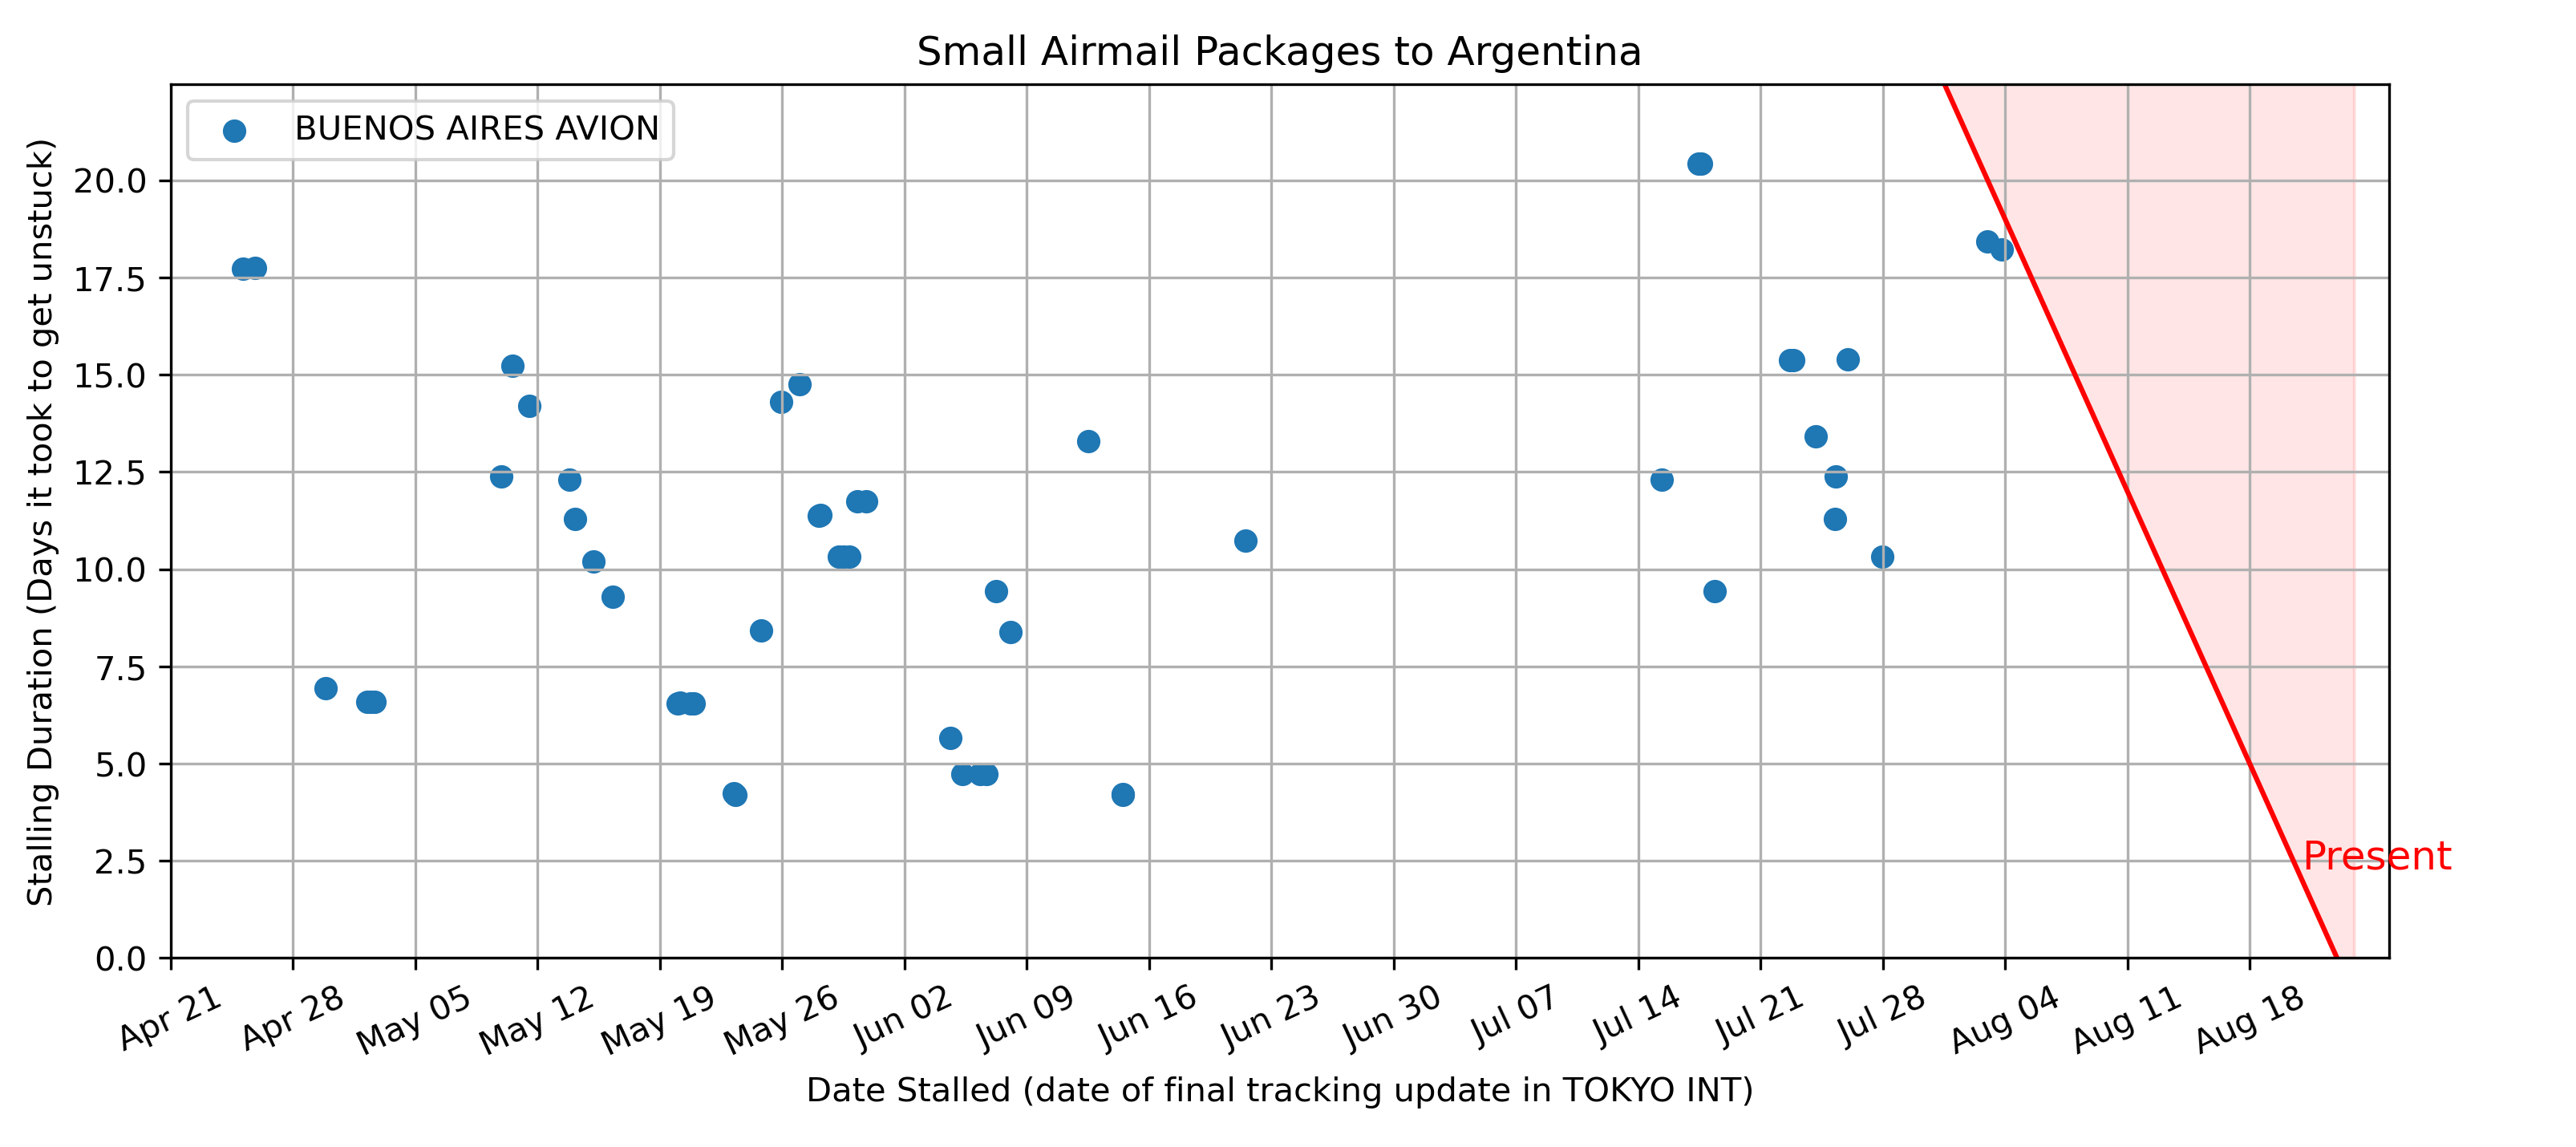 Small Airmail Packages to Argentina
BUENOS AIRES AVION
Stalling Duration (Days it took to get unstuck)
20.0
17.5
15.0
12.5
10.0
7.5
5.0
2.5
0.0
Present
Apr 21 Apr 28 May 05 May 12 May 19 May 26 Jun 02 Jun 09 Jun 16 Jun 23 Jun 30 Jul 07 Jul 14 Jul 21 Jul 28 Aug 04 Aug 11 Aug 18
Date Stalled (date of final tracking update in TOKYO INT)